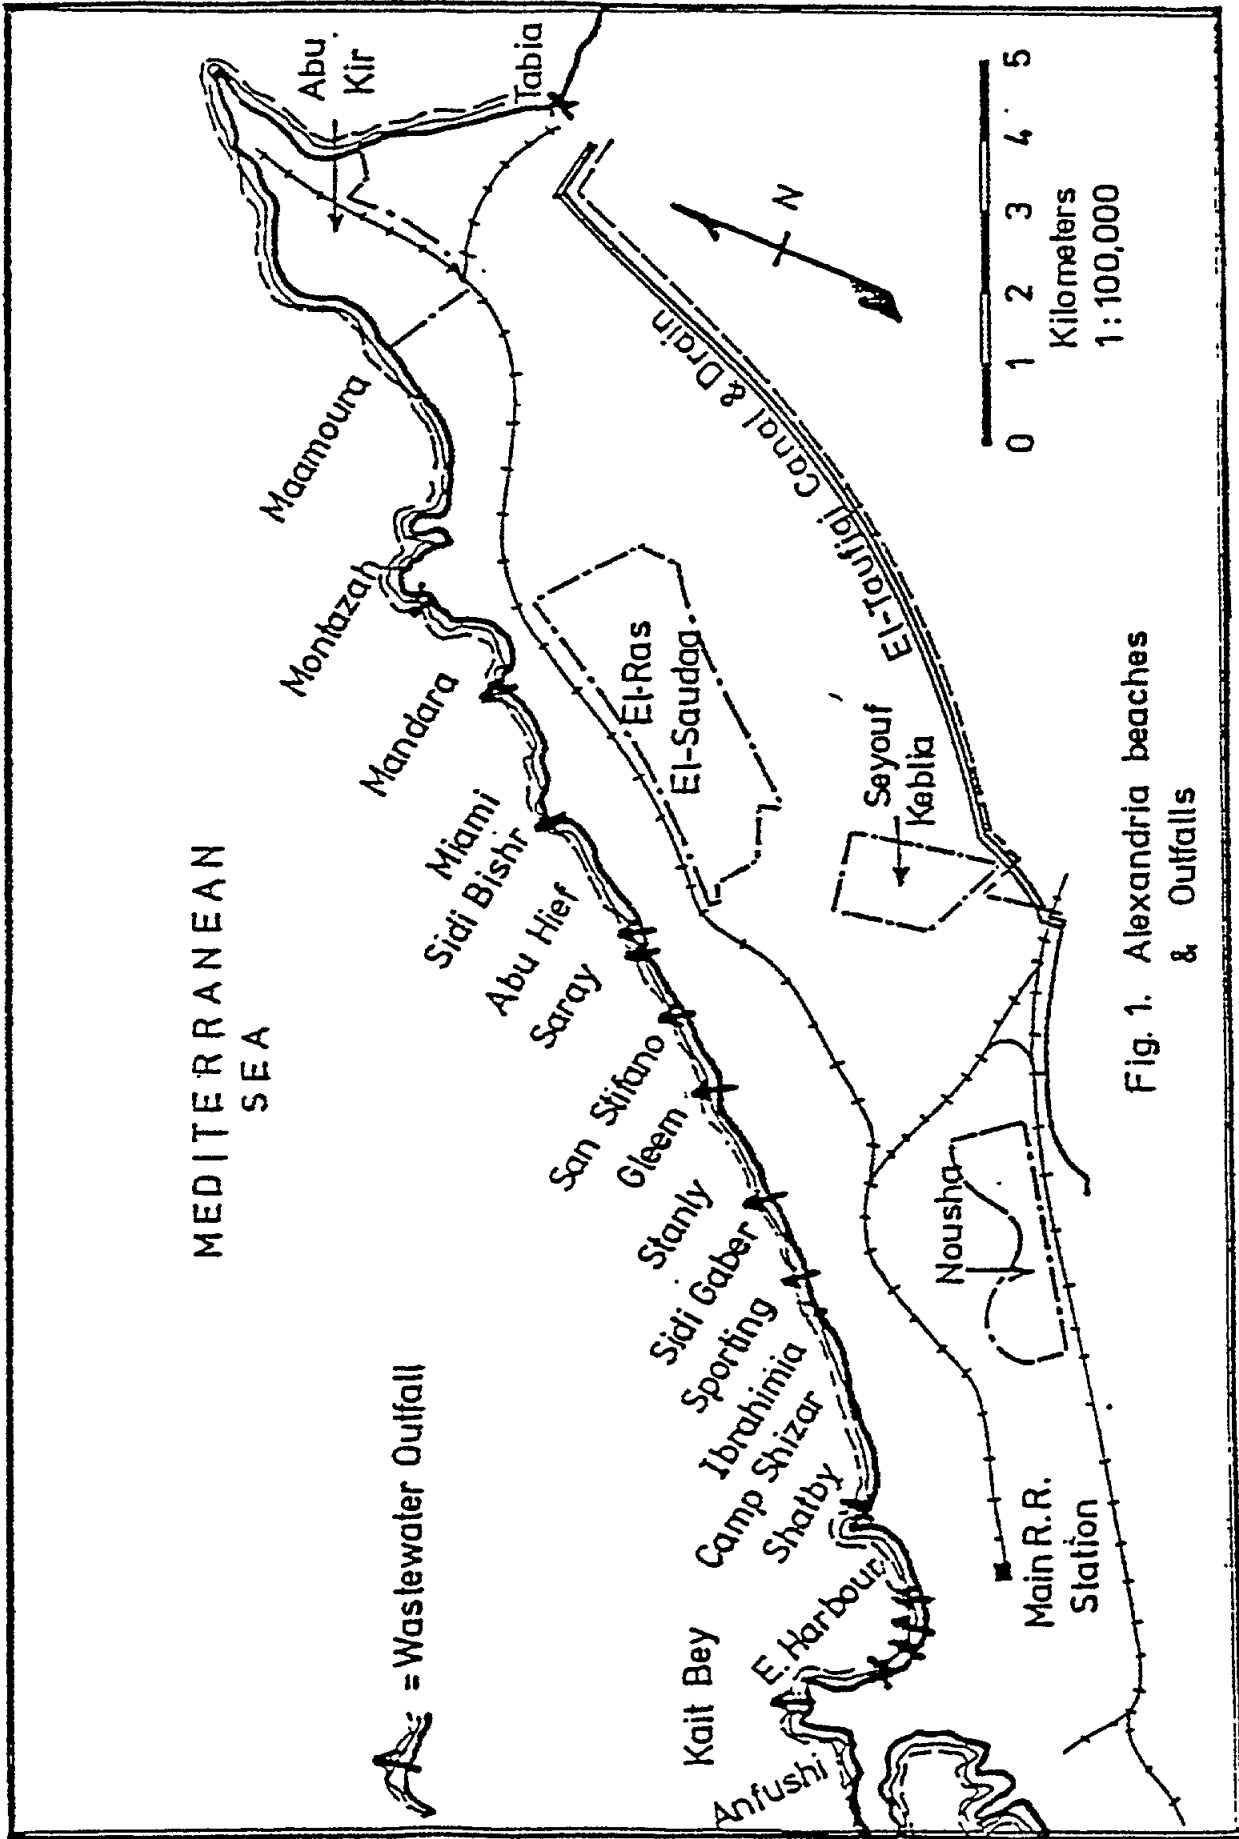 MEDITERRANEAN
SEA
= Wastewater Outfall
Anfushi
Kait Bey
E. Harbour
Shatby
Camp Shizar
Ibrahimia
Sporting
Sidi Gaber
Stanly
Gleem
San Stifano
Saray
Abu Hief
Sidi Bishr
Miami
Mandara
Montazah
Maamoura
Abu
Kir
Tabia
El-Ras
El-Saudaa
Seyouf
Keblia
El-Taufiqi Canal & Drain
Nousha
Main R.R.
Station
N
0 1 2 3 4 5
Kilometers
1:100,000
Fig. 1. Alexandria beaches
& Outfalls